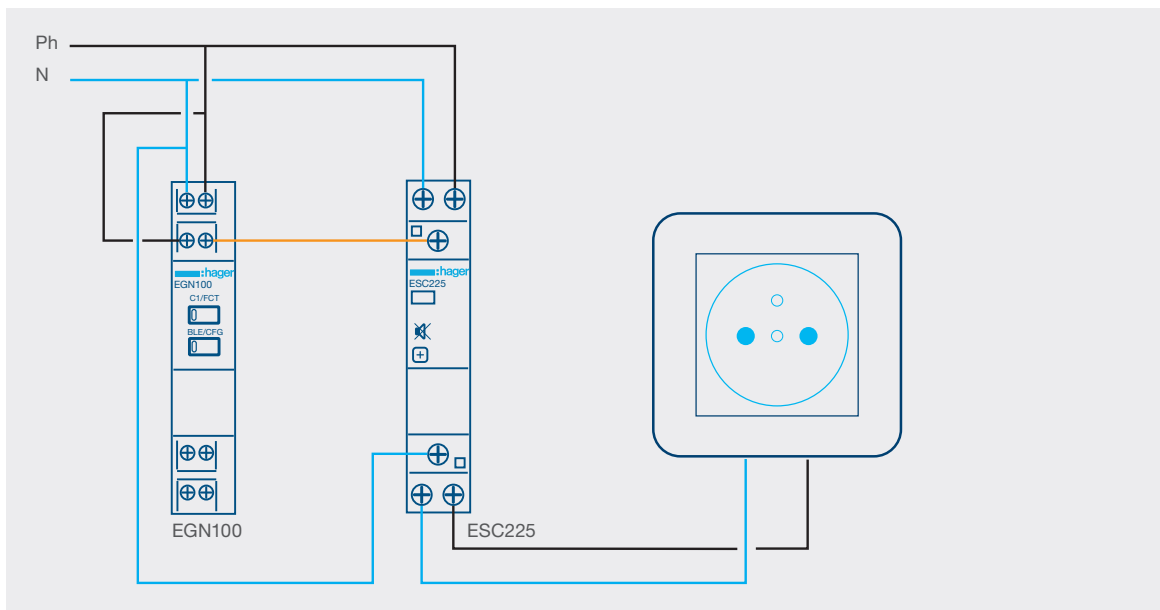 Ph
N
:hager
EGN100
C1/FCT
BLE/CFG
:hager
ESC225
EGN100
ESC225